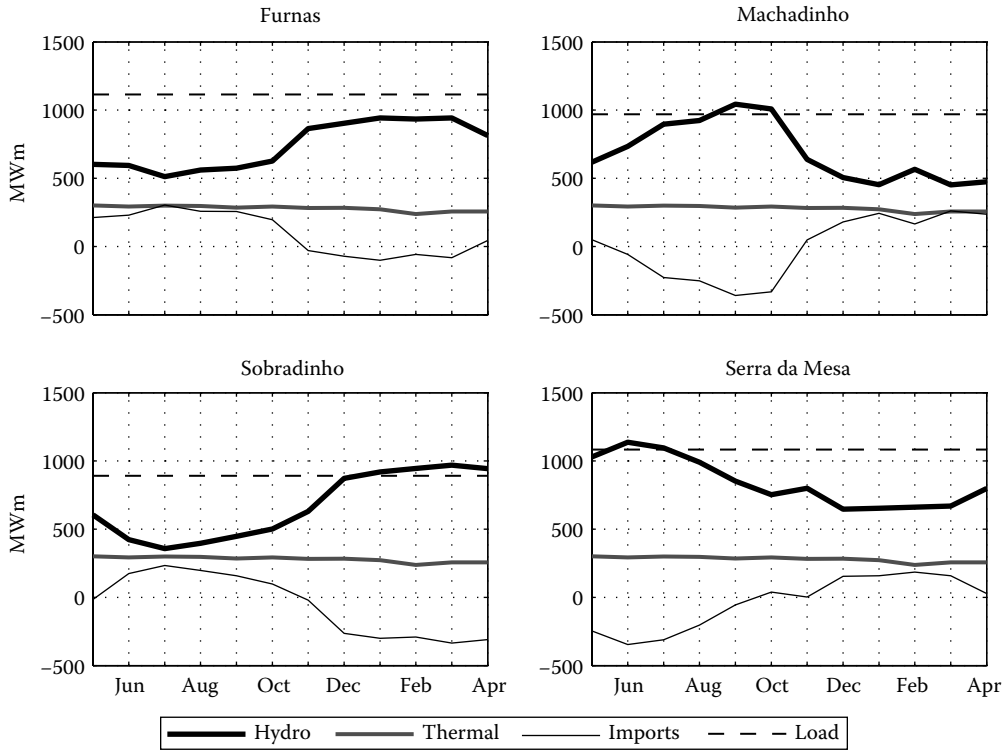 Furnas
Machadinho
1500
1000
500
0
–500
MWm
1500
1000
500
0
–500
Sobradinho
Serra da Mesa
1500
1000
500
0
–500
MWm
Jun Aug Oct Dec Feb Apr
1500
1000
500
0
–500
Jun Aug Oct Dec Feb Apr
Hydro Thermal Imports Load